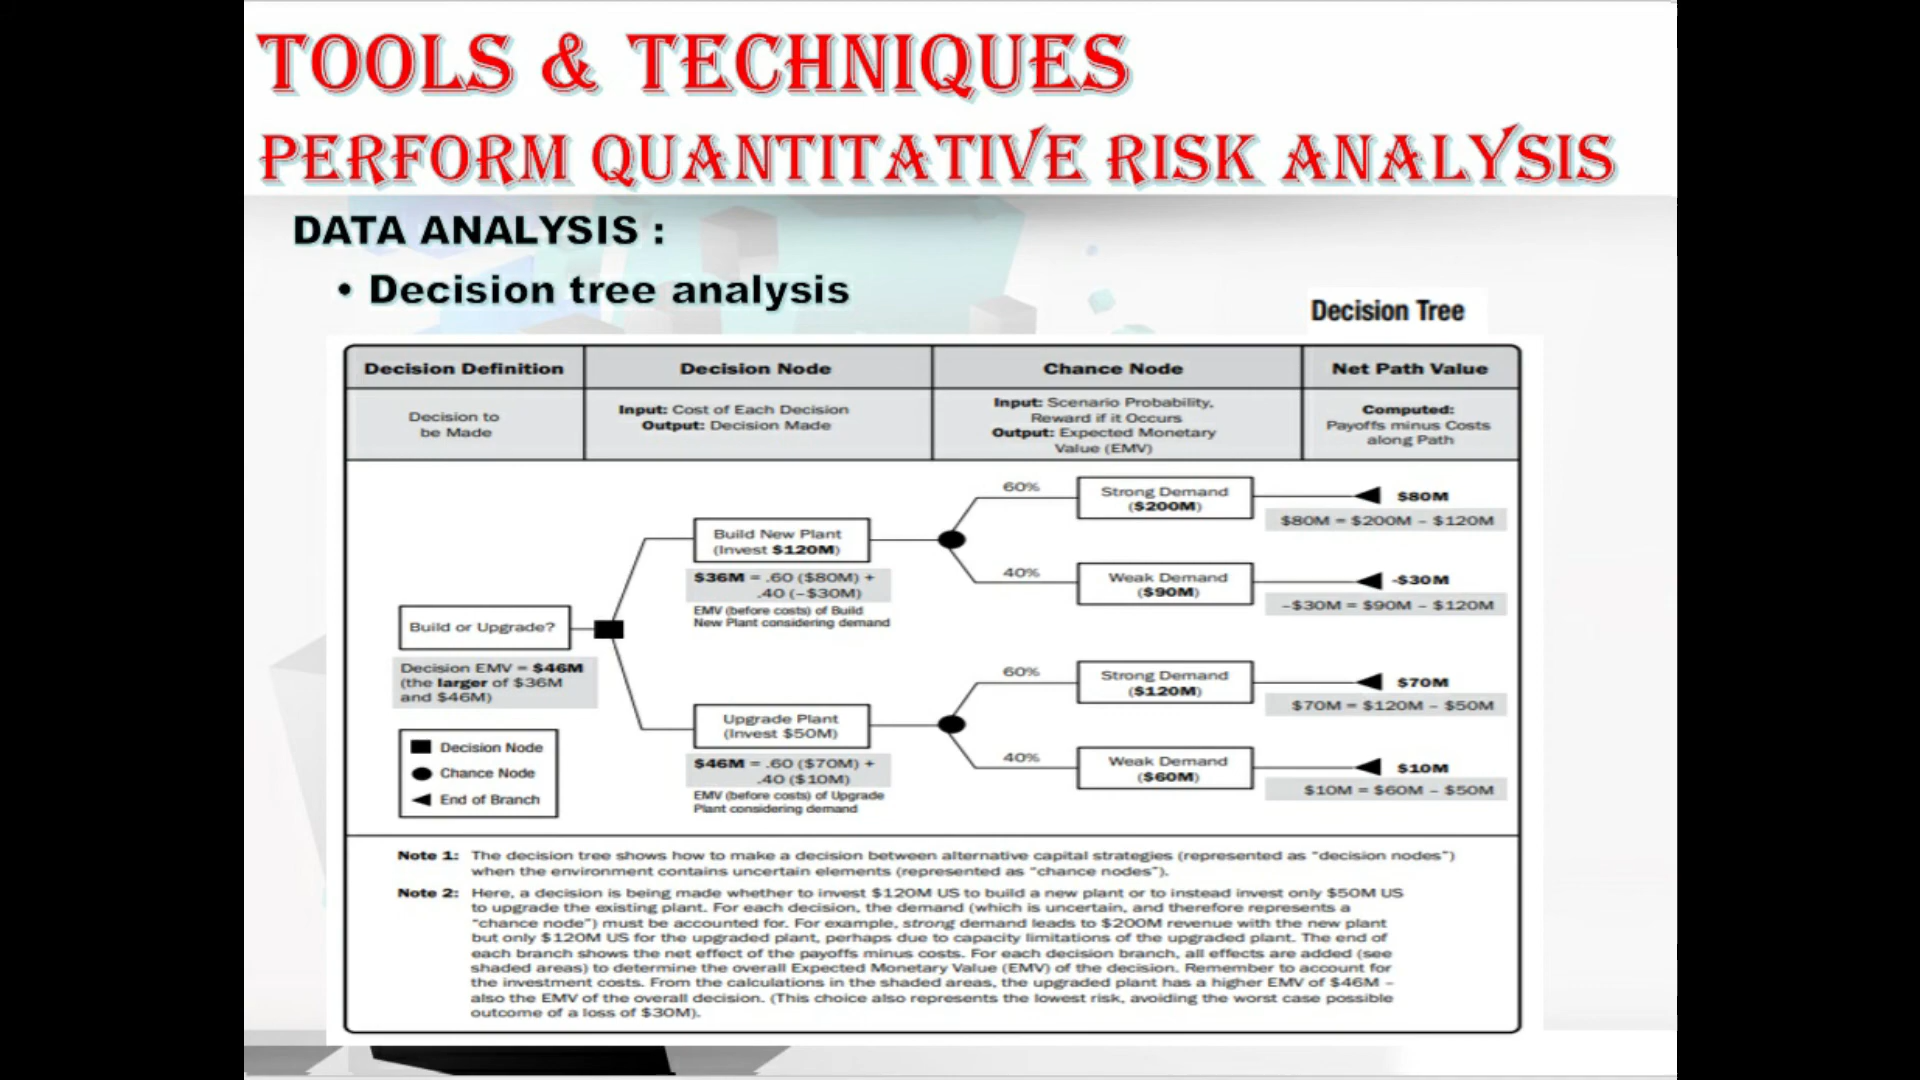 TOOLS & TECHNIQUES
PERFORM QUANTITATIVE RISK ANALYSIS
DATA ANALYSIS :
• Decision tree analysis
Decision Tree
Decision Definition
Decision Node
Chance Node
Net Path Value
Decision to
be Made
Input: Cost of Each Decision
Output: Decision Made
Input: Scenario Probability,
Reward if it Occurs
Output: Expected Monetary
Value (EMV)
Computed:
Payoffs minus Costs
along Path
Build or Upgrade?
Decision EMV = $46M
(the larger of $36M
and $46M)
Build New Plant
(Invest $120M)
$36M = .60 ($80M) +
.40 (–$30M)
EMV (before costs) of Build
New Plant considering demand
60%
Strong Demand
($200M)
$80M
$80M = $200M – $120M
40%
Weak Demand
($90M)
-$30M
–$30M = $90M – $120M
Upgrade Plant
(Invest $50M)
$46M = .60 ($70M) +
.40 ($10M)
EMV (before costs) of Upgrade
Plant considering demand
60%
Strong Demand
($120M)
$70M
$70M = $120M – $50M
40%
Weak Demand
($60M)
$10M
$10M = $60M – $50M
Decision Node
Chance Node
End of Branch
Note 1: The decision tree shows how to make a decision between alternative capital strategies (represented as "decision nodes")
when the environment contains uncertain elements (represented as "chance nodes").
Note 2: Here, a decision is being made whether to invest $120M US to build a new plant or to instead invest only $50M US
to upgrade the existing plant. For each decision, the demand (which is uncertain, and therefore represents a
"chance node") must be accounted for. For example, strong demand leads to $200M revenue with the new plant
but only $120M US for the upgraded plant, perhaps due to capacity limitations of the upgraded plant. The end of
each branch shows the net effect of the payoffs minus costs. For each decision branch, all effects are added (see
shaded areas) to determine the overall Expected Monetary Value (EMV) of the decision. Remember to account for
the investment costs. From the calculations in the shaded areas, the upgraded plant has a higher EMV of $46M –
also the EMV of the overall decision. (This choice also represents the lowest risk, avoiding the worst case possible
outcome of a loss of $30M).